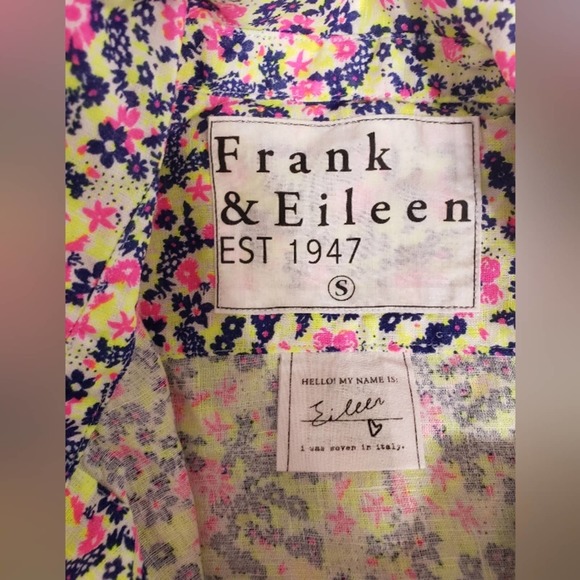 Frank
& Eileen
EST 1947
S
HELLO! MY NAME IS:
Eileen
i was woven in italy.